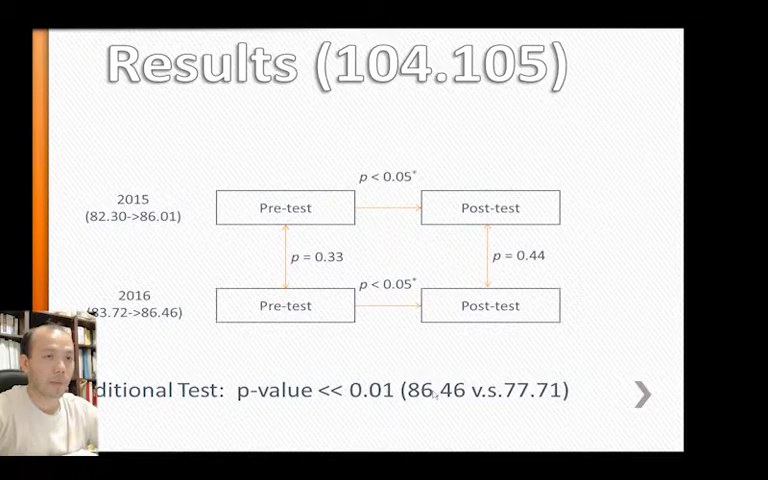 Results (104.105)
p < 0.05*
2015
(82.30->86.01)
Pre-test
Post-test
p = 0.33
p = 0.44
p < 0.05*
2016
(83.72->86.46)
Pre-test
Post-test
ditional Test: p-value << 0.01 (86.46 v.s.77.71)